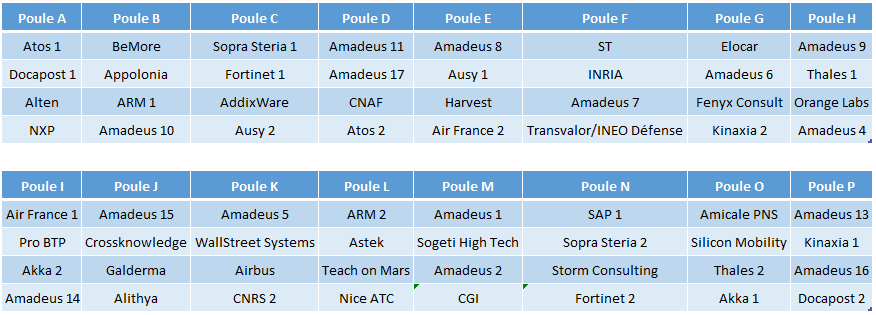 Poule A Poule B Poule C Poule D Poule E Poule F Poule G Poule H
Atos 1 BeMore Sopra Steria 1 Amadeus 11 Amadeus 8 ST Elocar Amadeus 9
Docapost 1 Appolonia Fortinet 1 Amadeus 17 Ausy 1 INRIA Amadeus 6 Thales 1
Alten ARM 1 AddixWare CNAF Harvest Amadeus 7 Fenyx Consult Orange Labs
NXP Amadeus 10 Ausy 2 Atos 2 Air France 2 Transvalor/INEO Défense Kinaxia 2 Amadeus 4
Poule I Poule J Poule K Poule L Poule M Poule N Poule O Poule P
Air France 1 Amadeus 15 Amadeus 5 ARM 2 Amadeus 1 SAP 1 Amicale PNS Amadeus 13
Pro BTP Crossknowledge WallStreet Systems Astek Sogeti High Tech Sopra Steria 2 Silicon Mobility Kinaxia 1
Akka 2 Galderma Airbus Teach on Mars Amadeus 2 Storm Consulting Thales 2 Amadeus 16
Amadeus 14 Alithya CNRS 2 Nice ATC CGI Fortinet 2 Akka 1 Docapost 2